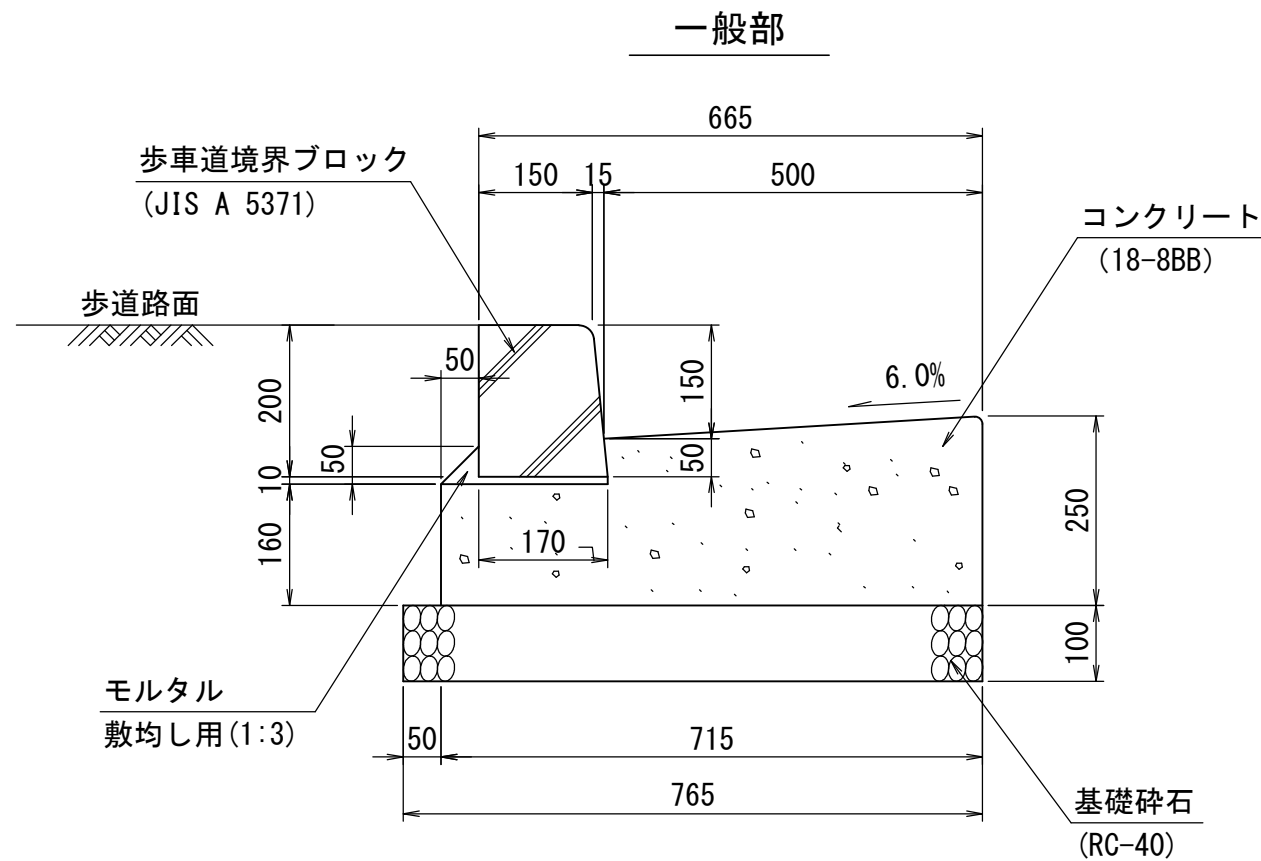 一般部
665
150
15
500
歩車道境界ブロック
(JIS A 5371)
コンクリート
(18-8BB)
歩道路面
50
200
150
6.0%
50
50
10
160
170
250
100
モルタル
敷均し用(1:3)
50
715
765
基礎砕石
(RC-40)